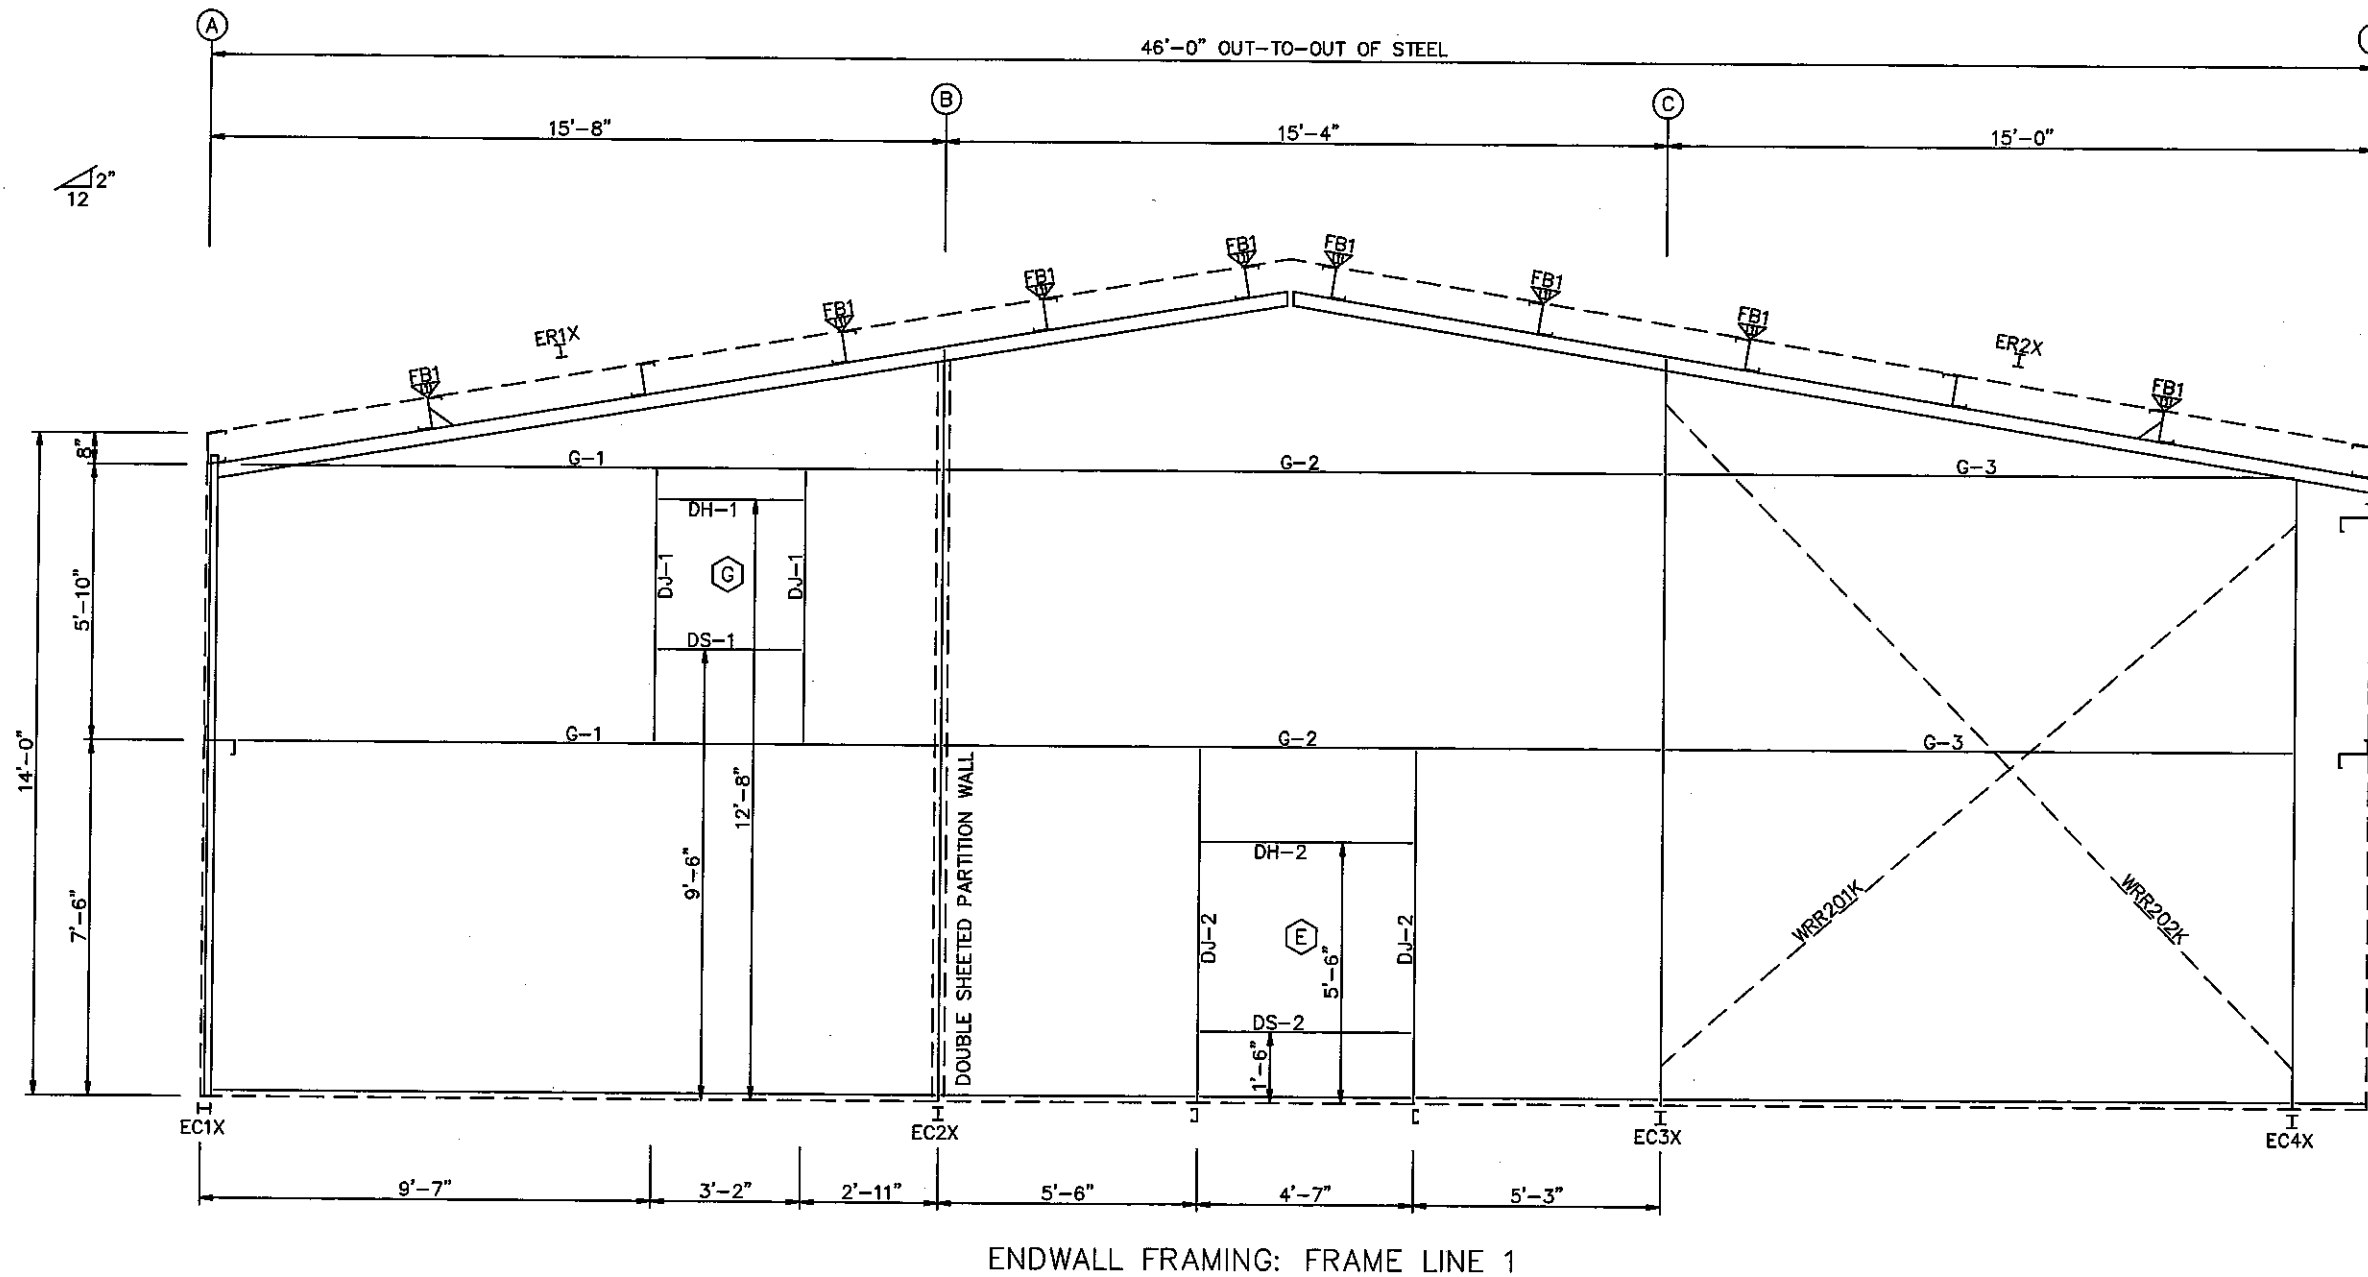 A
46'-0" OUT-TO-OUT OF STEEL
B
C
15'-8"
15'-4"
15'-0"
2"
12
FB1
FB1
FB1
FB1
FB1
FB1
ER1X
ER2X
FB1
FB1
8"
G-1
G-2
G-3
DH-1
DJ-1
G
DJ-1
5'-10"
DS-1
14'-0"
G-1
G-2
G-3
12'-8"
9'-6"
7'-6"
DOUBLE SHEETED PARTITION WALL
DH-2
DJ-2
E
5'-6"
DJ-2
WRR201K
WRR202K
DS-2
1'-6"
EC1X
EC2X
EC3X
EC4X
9'-7"
3'-2"
2'-11"
5'-6"
4'-7"
5'-3"
ENDWALL FRAMING: FRAME LINE 1